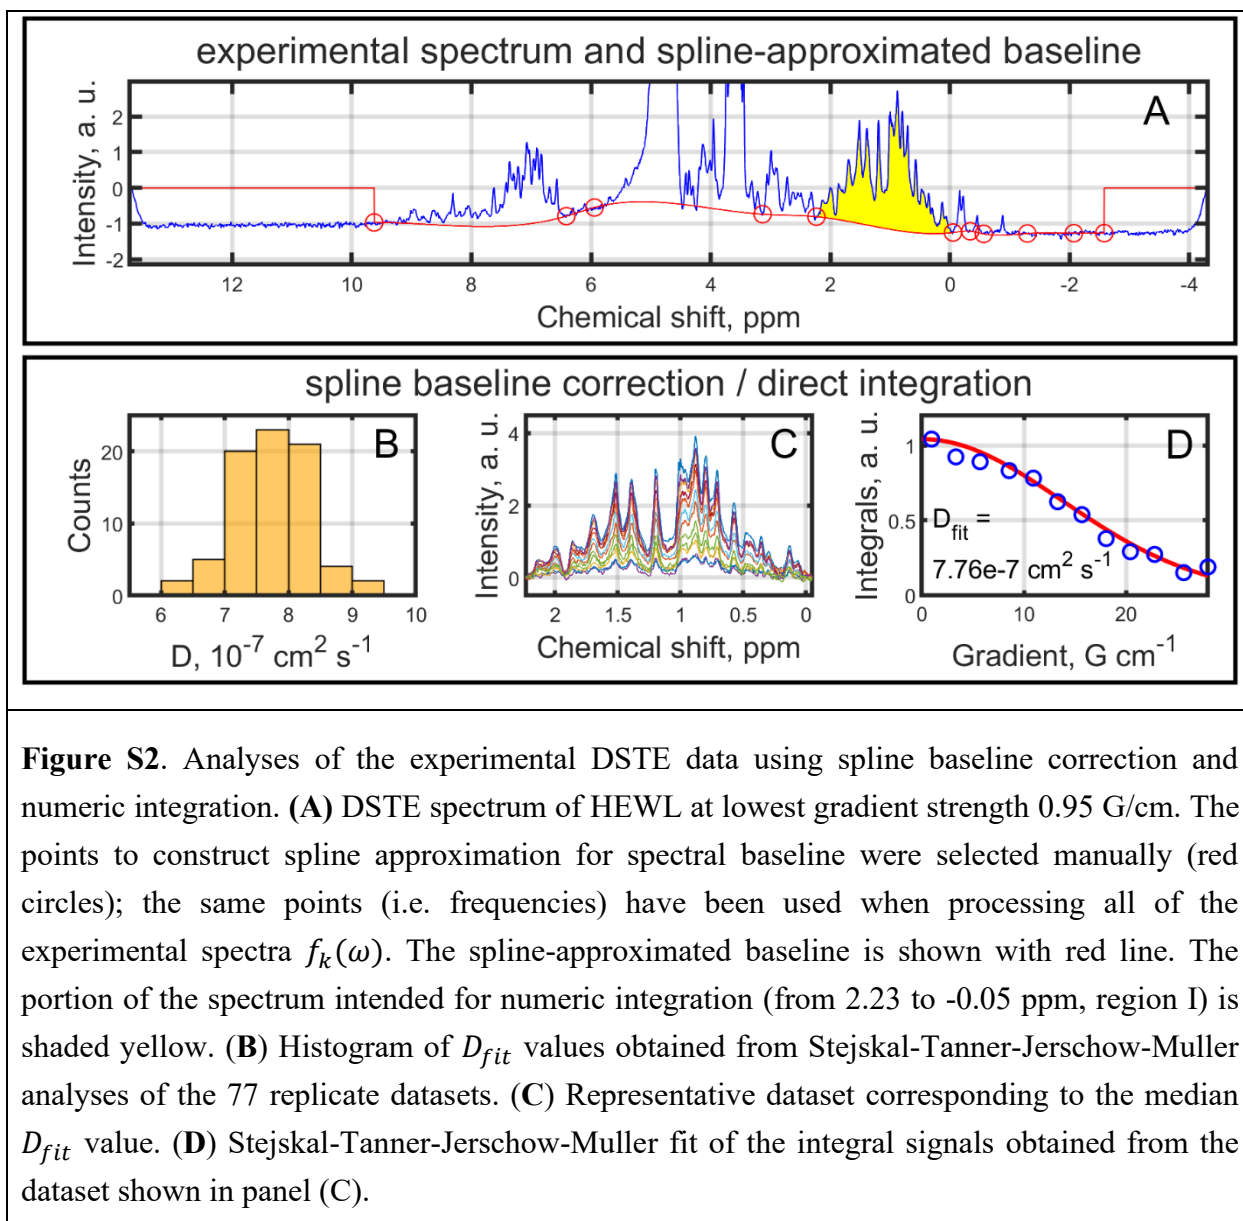 experimental spectrum and spline-approximated baseline
A
Intensity, a. u.
2
1
0
-1
-2
12 10 8 6 4 2 0 -2 -4
Chemical shift, ppm
spline baseline correction / direct integration
B
Counts
20
10
0
6 7 8 9 10
D, 10⁻⁷ cm² s⁻¹
C
Intensity, a. u.
4
2
0
2 1.5 1 0.5 0
Chemical shift, ppm
D
Integrals, a. u.
1
0.5
0
D_fit =
7.76e-7 cm² s⁻¹
0 10 20
Gradient, G cm⁻¹
Figure S2. Analyses of the experimental DSTE data using spline baseline correction and
numeric integration. (A) DSTE spectrum of HEWL at lowest gradient strength 0.95 G/cm. The
points to construct spline approximation for spectral baseline were selected manually (red
circles); the same points (i.e. frequencies) have been used when processing all of the
experimental spectra f_k(ω). The spline-approximated baseline is shown with red line. The
portion of the spectrum intended for numeric integration (from 2.23 to -0.05 ppm, region I) is
shaded yellow. (B) Histogram of D_fit values obtained from Stejskal-Tanner-Jerschow-Muller
analyses of the 77 replicate datasets. (C) Representative dataset corresponding to the median
D_fit value. (D) Stejskal-Tanner-Jerschow-Muller fit of the integral signals obtained from the
dataset shown in panel (C).